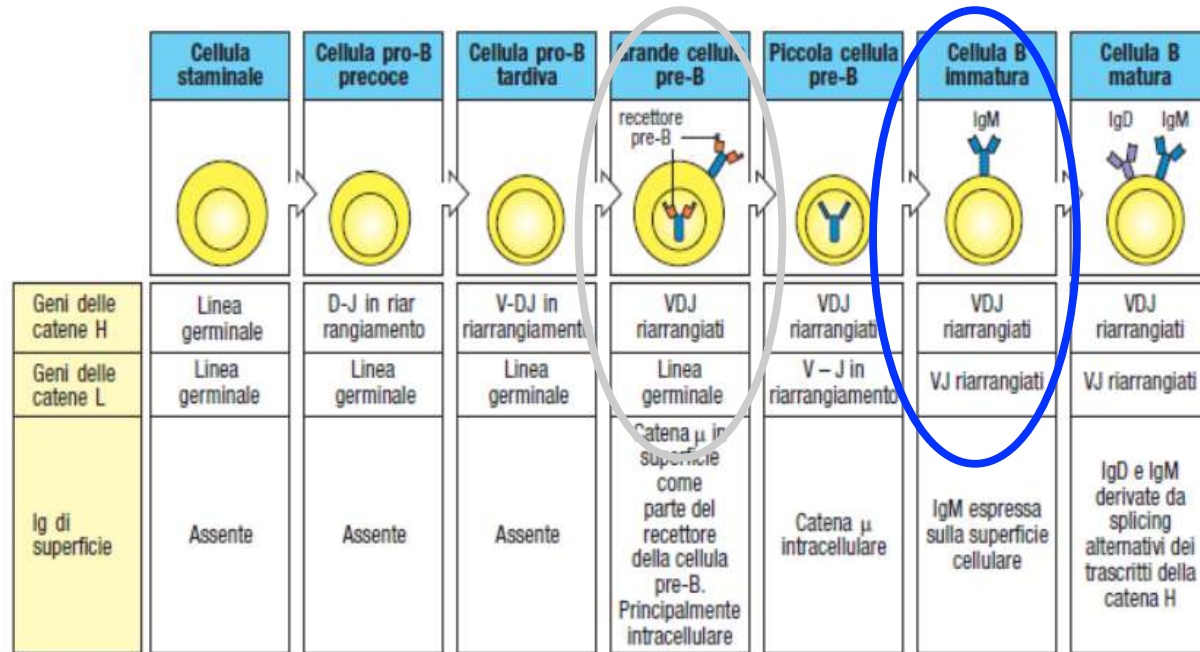 Cellula
staminale
Cellula pro-B
precoce
Cellula pro-B
tardiva
Grande cellula
pre-B
Piccola cellula
pre-B
Cellula B
immatura
Cellula B
matura
recettore
pre-B
IgM
IgD IgM
Geni delle
catene H
Linea
germinale
D-J in riar
rangiamento
V-DJ in
riarrangiamento
VDJ
riarrangiati
VDJ
riarrangiati
VDJ
riarrangiati
VDJ
riarrangiati
Geni delle
catene L
Linea
germinale
Linea
germinale
Linea
germinale
Linea
germinale
V – J in
riarrangiamento
VJ riarrangiati
VJ riarrangiati
Ig di
superficie
Assente
Assente
Assente
Catena μ in
superficie
come
parte del
recettore
della cellula
pre-B.
Principalmente
intracellulare
Catena μ
intracellulare
IgM espressa
sulla superficie
cellulare
IgD e IgM
derivate da
splicing
alternativi dei
trascritti della
catena H